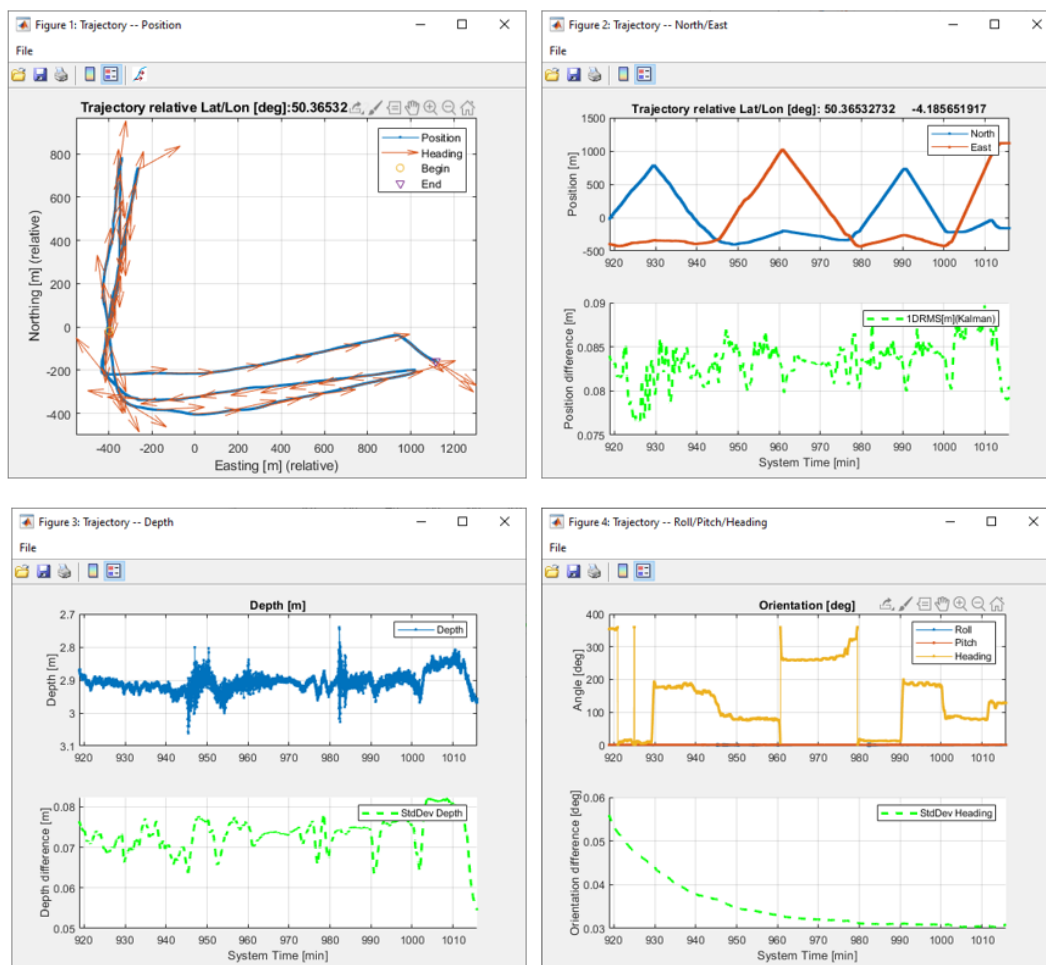 Figure 1: Trajectory -- Position
File
Trajectory relative Lat/Lon [deg]:50.36532
Northing [m] (relative)
800
600
400
200
0
-200
-400
Position
Heading
Begin
End
-400 -200 0 200 400 600 800 1000 1200
Easting [m] (relative)
Figure 2: Trajectory -- North/East
File
Trajectory relative Lat/Lon [deg]: 50.36532732 -4.185651917
Position [m]
1500
1000
500
0
-500
North
East
920 930 940 950 960 970 980 990 1000 1010
Position difference [m]
0.09
0.085
0.08
0.075
1DRMS[m](Kalman)
920 930 940 950 960 970 980 990 1000 1010
System Time [min]
Figure 3: Trajectory -- Depth
File
Depth [m]
Depth [m]
2.7
2.8
2.9
3
3.1
Depth
920 930 940 950 960 970 980 990 1000 1010
Depth difference [m]
0.08
0.07
0.06
0.05
StdDev Depth
920 930 940 950 960 970 980 990 1000 1010
System Time [min]
Figure 4: Trajectory -- Roll/Pitch/Heading
File
Orientation [deg]
Angle [deg]
400
300
200
100
0
Roll
Pitch
Heading
920 930 940 950 960 970 980 990 1000 1010
Orientation difference [deg]
0.06
0.05
0.04
0.03
StdDev Heading
920 930 940 950 960 970 980 990 1000 1010
System Time [min]